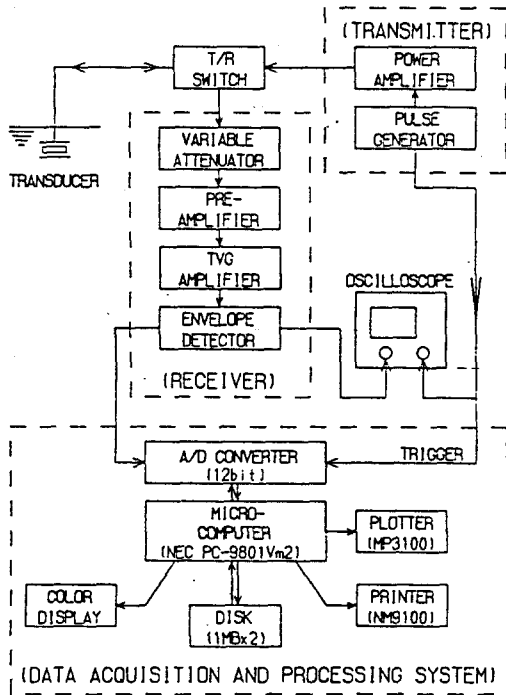 (TRANSMITTER)
T/R
SWITCH
POWER
AMPLIFIER
PULSE
GENERATOR
TRANSDUCER
VARIABLE
ATTENUATOR
PRE-
AMPLIFIER
TVG
AMPLIFIER
ENVELOPE
DETECTOR
(RECEIVER)
OSCILLOSCOPE
A/D CONVERTER
(12bit)
TRIGGER
MICRO-
COMPUTER
(NEC PC-9801Vm2)
PLOTTER
(MP3100)
COLOR
DISPLAY
DISK
(1MBx2)
PRINTER
(NM9100)
(DATA ACQUISITION AND PROCESSING SYSTEM)